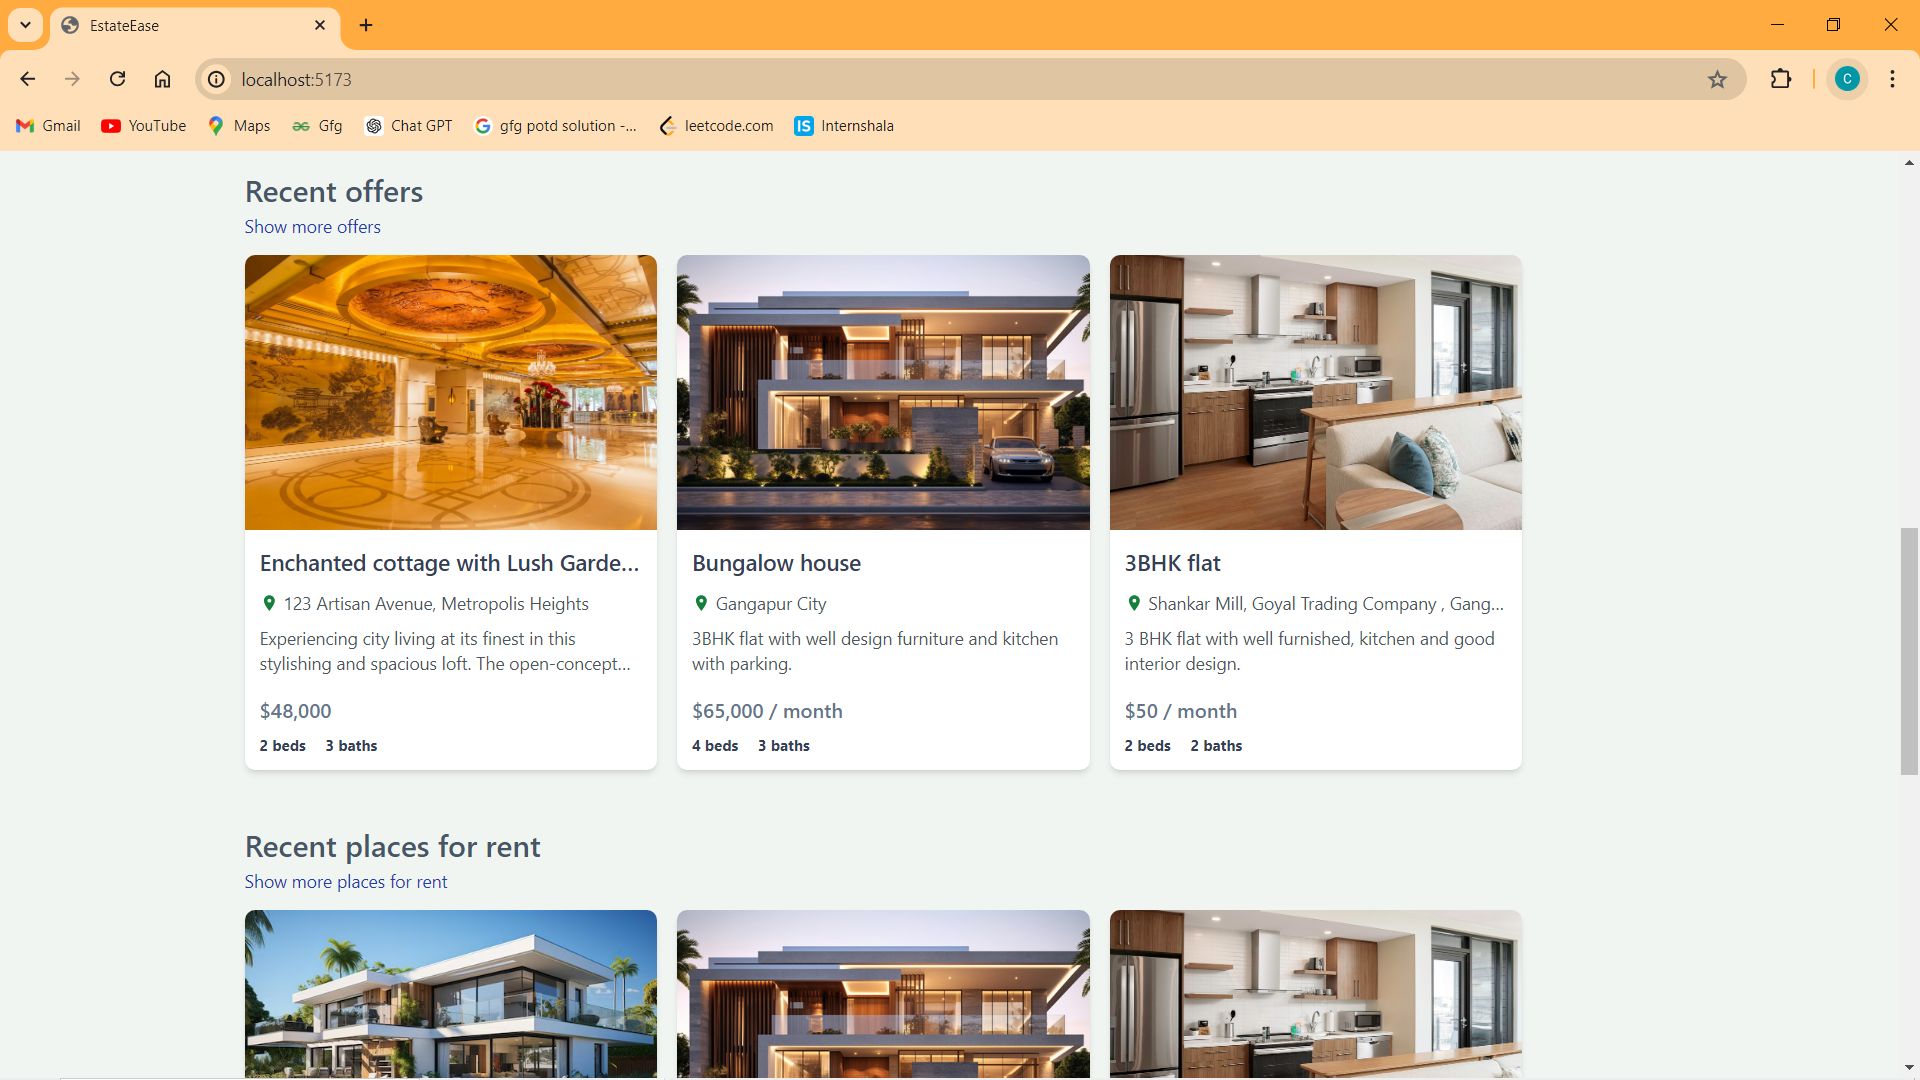 EstateEase
localhost:5173
C
Gmail
YouTube
Maps
Gfg
Chat GPT
gfg potd solution -...
leetcode.com
IS Internshala
Recent offers
Show more offers
Enchanted cottage with Lush Garde...
123 Artisan Avenue, Metropolis Heights
Experiencing city living at its finest in this
stylishing and spacious loft. The open-concept...
$48,000
2 beds 3 baths
Bungalow house
Gangapur City
3BHK flat with well design furniture and kitchen
with parking.
$65,000 / month
4 beds 3 baths
3BHK flat
Shankar Mill, Goyal Trading Company , Gang...
3 BHK flat with well furnished, kitchen and good
interior design.
$50 / month
2 beds 2 baths
Recent places for rent
Show more places for rent